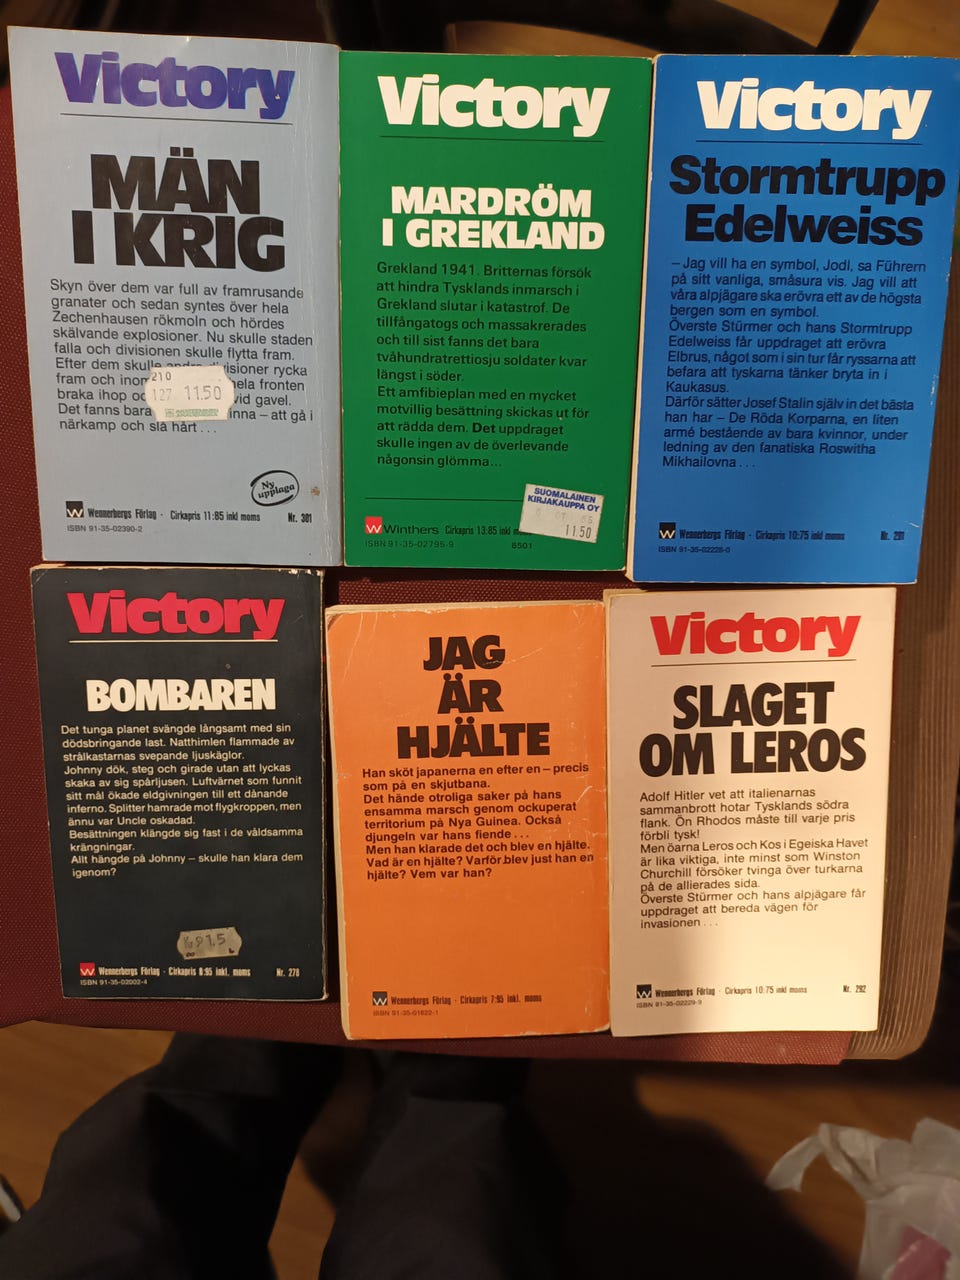 Victory
MÄN
I KRIG
Skyn över dem var full av framrusande
granater och sedan syntes över hela
Zechenhausen rökmoln och hördes
skälvande explosioner. Nu skulle staden
falla och divisionen skulle flytta fram.
Efter dem skulle andra divisioner rycka
fram och inom hela fronten
braka ihop oc vid gavel.
Det fanns bara inna – att gå i
närkamp och slå hårt ...
210
127 11.50
Ny
upplaga
Wennerbergs Förlag · Cirkapris 11:85 inkl moms Nr. 301
ISBN 91-35-02390-2
Victory
MARDRÖM
I GREKLAND
Grekland 1941. Britternas försök
att hindra Tysklands inmarsch i
Grekland slutar i katastrof. De
tillfångatogs och massakrerades
och till sist fanns det bara
tvåhundratrettiosju soldater kvar
längst i söder.
Ett amfibieplan med en mycket
motvillig besättning skickas ut för
att rädda dem. Det uppdraget
skulle ingen av de överlevande
någonsin glömma...
SUOMALAINEN
KIRJAKAUPPA OY
11.50
Winthers · Cirkapris 13:85 inkl m
ISBN 91-35-02795-9 6501
Victory
Stormtrupp
Edelweiss
– Jag vill ha en symbol, Jodl, sa Führern
på sitt vanliga, småsura vis. Jag vill att
våra alpjägare ska erövra ett av de högsta
bergen som en symbol.
Överste Stürmer och hans Stormtrupp
Edelweiss får uppdraget att erövra
Elbrus, något som i sin tur får ryssarna att
befara att tyskarna tänker bryta in i
Kaukasus.
Därför sätter Josef Stalin själv in det bästa
han har – De Röda Korparna, en liten
armé bestående av bara kvinnor, under
ledning av den fanatiska Roswitha
Mikhailovna ...
Wennerbergs Förlag · Cirkapris 10:75 inkl moms Nr. 291
ISBN 91-35-02228-0
Victory
BOMBAREN
Det tunga planet svängde långsamt med sin
dödsbringande last. Natthimlen flammade av
strålkastarnas svepande ljuskäglor.
Johnny dök, steg och girade utan att lyckas
skaka av sig spårljusen. Luftvärnet som funnit
sitt mål ökade eldgivningen till ett dånande
inferno. Splitter hamrade mot flygkroppen, men
ännu var Uncle oskadad.
Besättningen klängde sig fast i de våldsamma
krängningar.
Allt hängde på Johnny – skulle han klara dem
igenom?
Wennerbergs Förlag · Cirkapris 8:95 inkl. moms Nr. 278
ISBN 91-35-02002-4
JAG
ÄR
HJÄLTE
Han sköt japanerna en efter en – precis
som på en skjutbana.
Det hände otroliga saker på hans
ensamma marsch genom ockuperat
territorium på Nya Guinea. Också
djungeln var hans fiende ...
Men han klarade det och blev en hjälte.
Vad är en hjälte? Varför blev just han en
hjälte? Vem var han?
Wennerbergs Förlag · Cirkapris 7:95 inkl. moms
ISBN 91-35-01622-1
Victory
SLAGET
OM LEROS
Adolf Hitler vet att italienarnas
sammanbrott hotar Tysklands södra
flank. Ön Rhodos måste till varje pris
förbli tysk!
Men öarna Leros och Kos i Egeiska Havet
är lika viktiga, inte minst som Winston
Churchill försöker tvinga över turkarna
på de allierades sida.
Överste Stürmer och hans alpjägare får
uppdraget att bereda vägen för
invasionen ...
Wennerbergs Förlag · Cirkapris 10:75 inkl moms Nr. 292
ISBN 91-35-02229-9